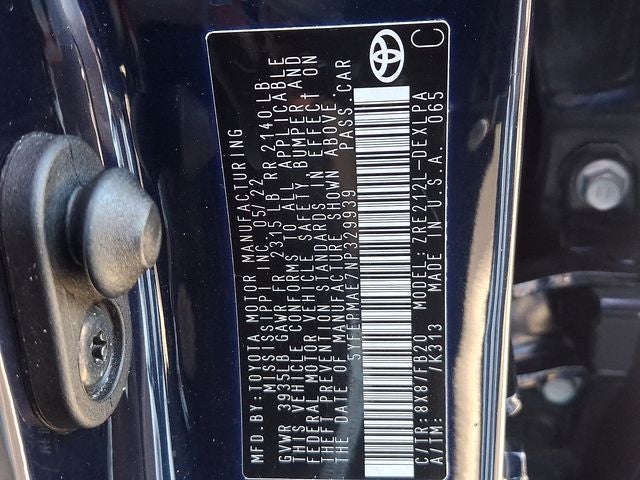 MFD.BY:TOYOTA MOTOR MANUFACTURING
MISSISSIPPI INC. 05/22
GVWR 3935LB GAWR FR 2315 LB RR 2140LB
THIS VEHICLE CONFORMS TO ALL APPLICABLE
FEDERAL MOTOR VEHICLE SAFETY, BUMPER AND
THEFT PREVENTION STANDARDS IN EFFECT ON
THE DATE OF MANUFACTURE SHOWN ABOVE.
5YFEPMAE7NP329939 PASS.CAR
C/TR: 8X8/FB20 MODEL: ZRE212L-DEXLPA
A/TM: /K313 MADE IN U.S.A. 065
C